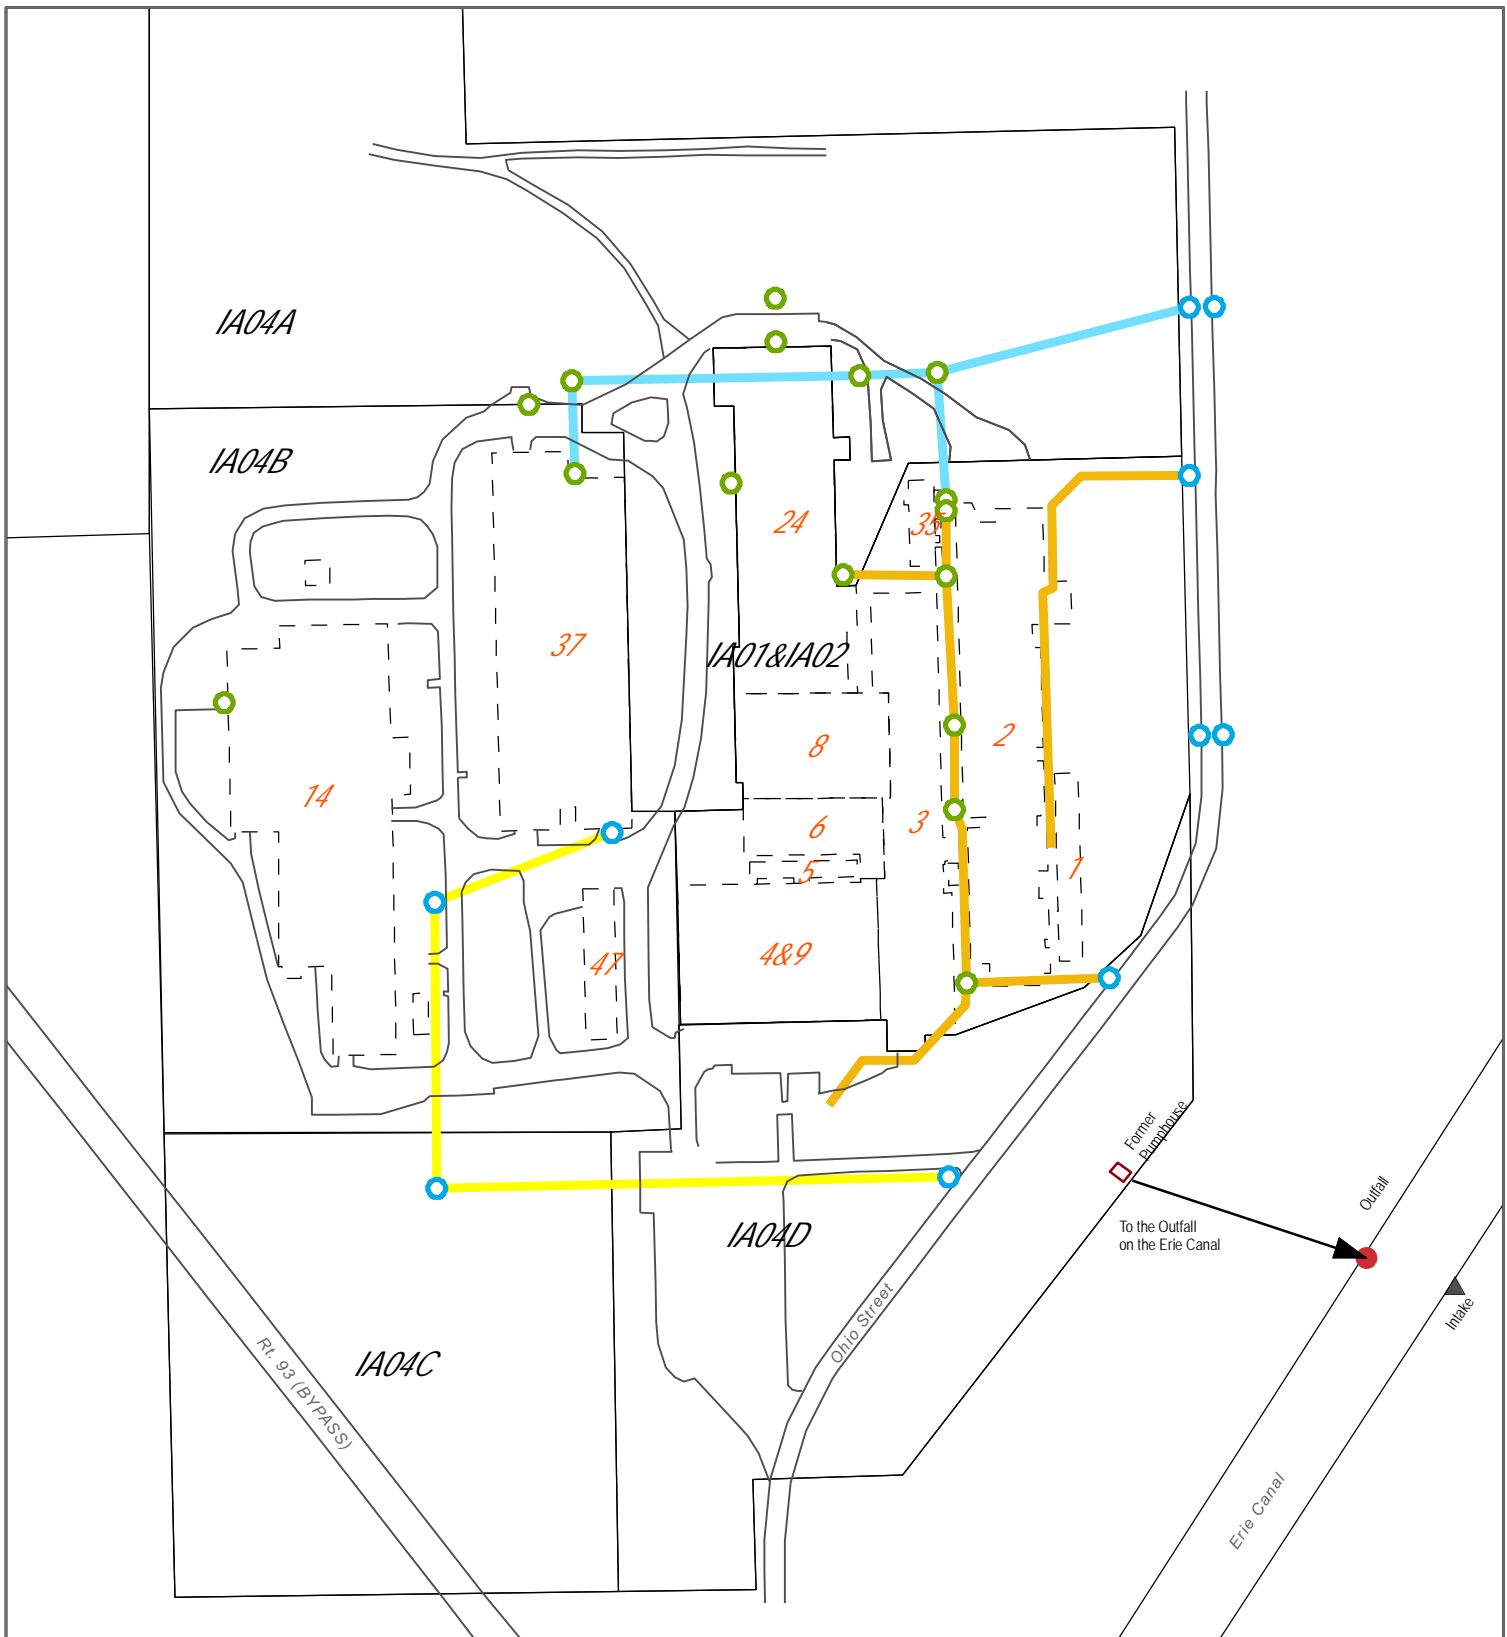 IA04A
IA04B
24
35
37
IA01&IA02
2
8
14
6
3
5
1
4&9
47
Former
Pumphouse
Outfall
To the Outfall
on the Erie Canal
IA04D
Intake
Ohio Street
IA04C
Rt. 93 (BYPASS)
Erie Canal